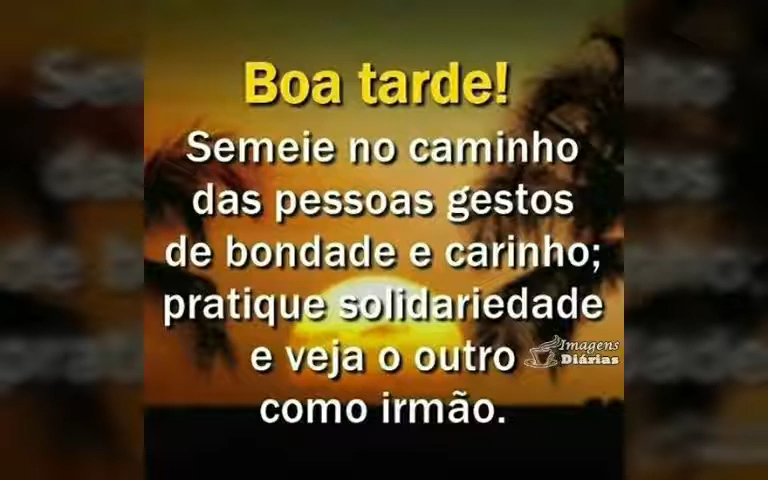 Boa tarde!
Semeie no caminho
das pessoas gestos
de bondade e carinho;
pratique solidariedade
e veja o outro
como irmão.
Imagens
Diárias